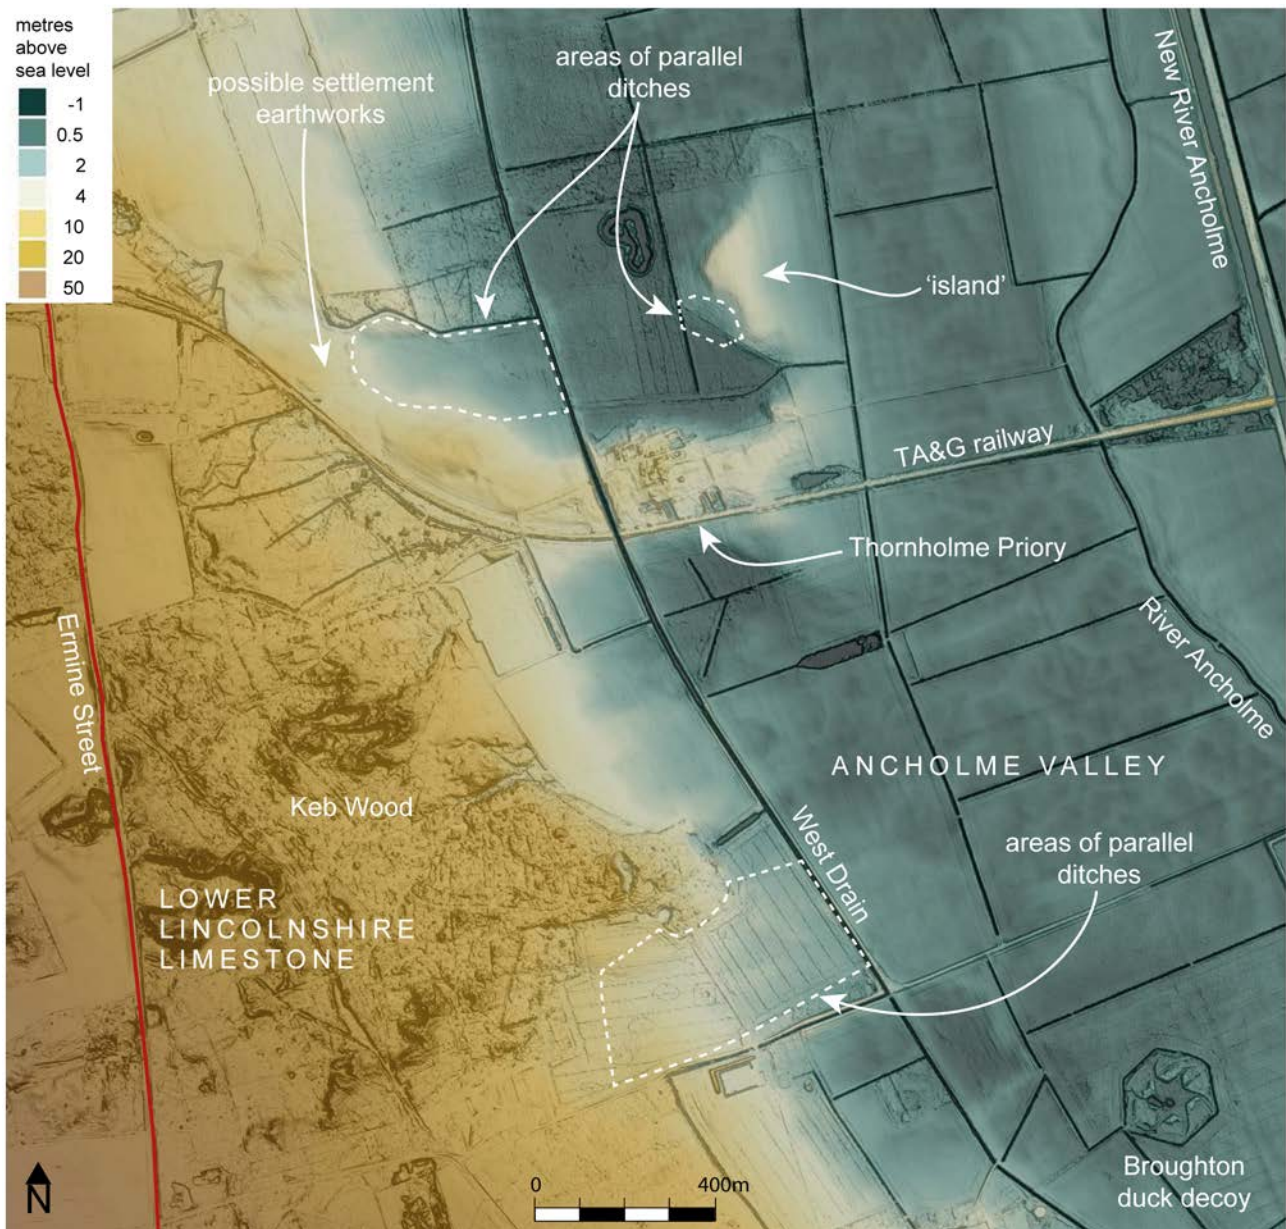 metres
above
sea level
-1
0.5
2
4
10
20
50
possible settlement
earthworks
areas of parallel
ditches
New River Ancholme
'island'
TA&G railway
Thornholme Priory
River Ancholme
Ermine Street
Keb Wood
ANCHOLME VALLEY
West Drain
areas of parallel
ditches
LOWER
LINCOLNSHIRE
LIMESTONE
N
0 400m
Broughton
duck decoy